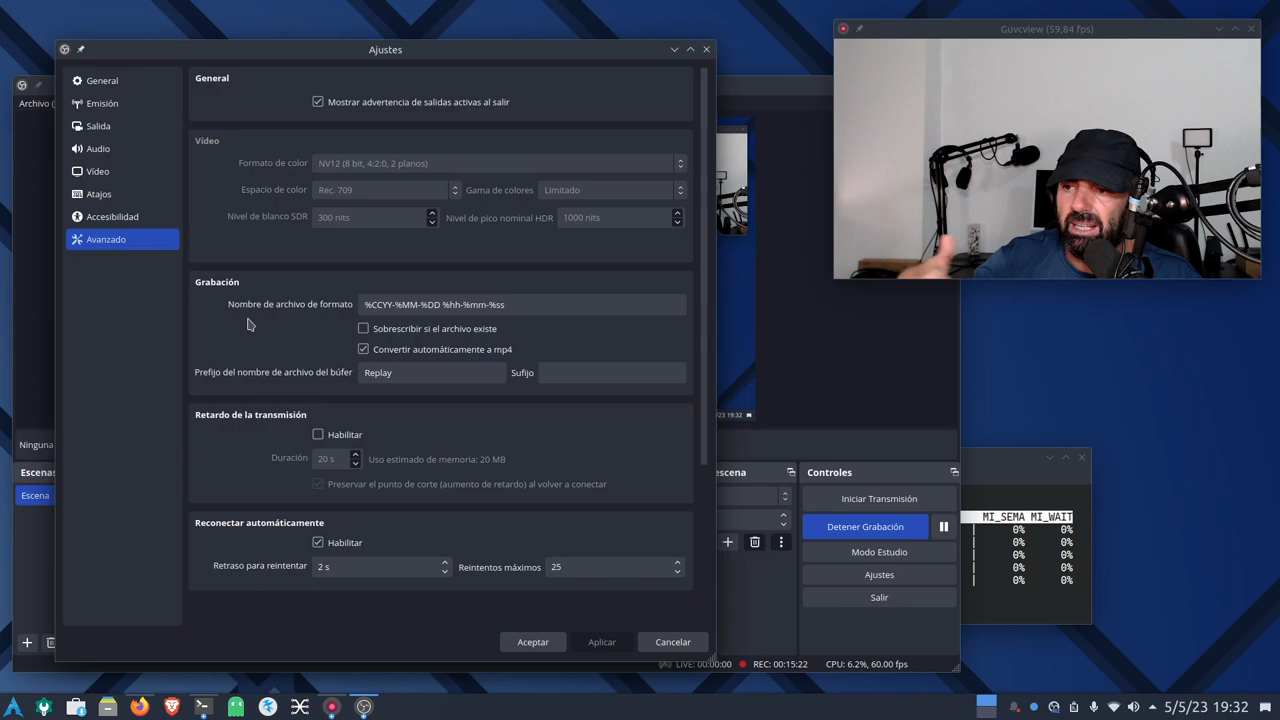 Ajustes
Guvcview (59,84 fps)
Archivo (
General
Emisión
Salida
Audio
Vídeo
Atajos
Accesibilidad
Avanzado
General
Mostrar advertencia de salidas activas al salir
Vídeo
Formato de color NV12 (8 bit, 4:2:0, 2 planos)
Espacio de color Rec. 709 Gama de colores Limitado
Nivel de blanco SDR 300 nits Nivel de pico nominal HDR 1000 nits
Grabación
Nombre de archivo de formato %CCYY-%MM-%DD %hh-%mm-%ss
Sobrescribir si el archivo existe
Convertir automáticamente a mp4
Prefijo del nombre de archivo del búfer Replay Sufijo
Retardo de la transmisión
Habilitar
Duración 20 s Uso estimado de memoria: 20 MB
Preservar el punto de corte (aumento de retardo) al volver a conectar
Reconectar automáticamente
Habilitar
Retraso para reintentar 2 s Reintentos máximos 25
Aceptar Aplicar Cancelar
/23 19:32
Ninguna
Escenas
Escena
escena
Controles
Iniciar Transmisión
Detener Grabación
Modo Estudio
Ajustes
Salir
MI_SEMA MI_WAIT
| 0% 0%
| 0% 0%
| 0% 0%
| 0% 0%
| 0% 0%
LIVE: 00:00:00 REC: 00:15:22 CPU: 6.2%, 60.00 fps
5/5/23 19:32